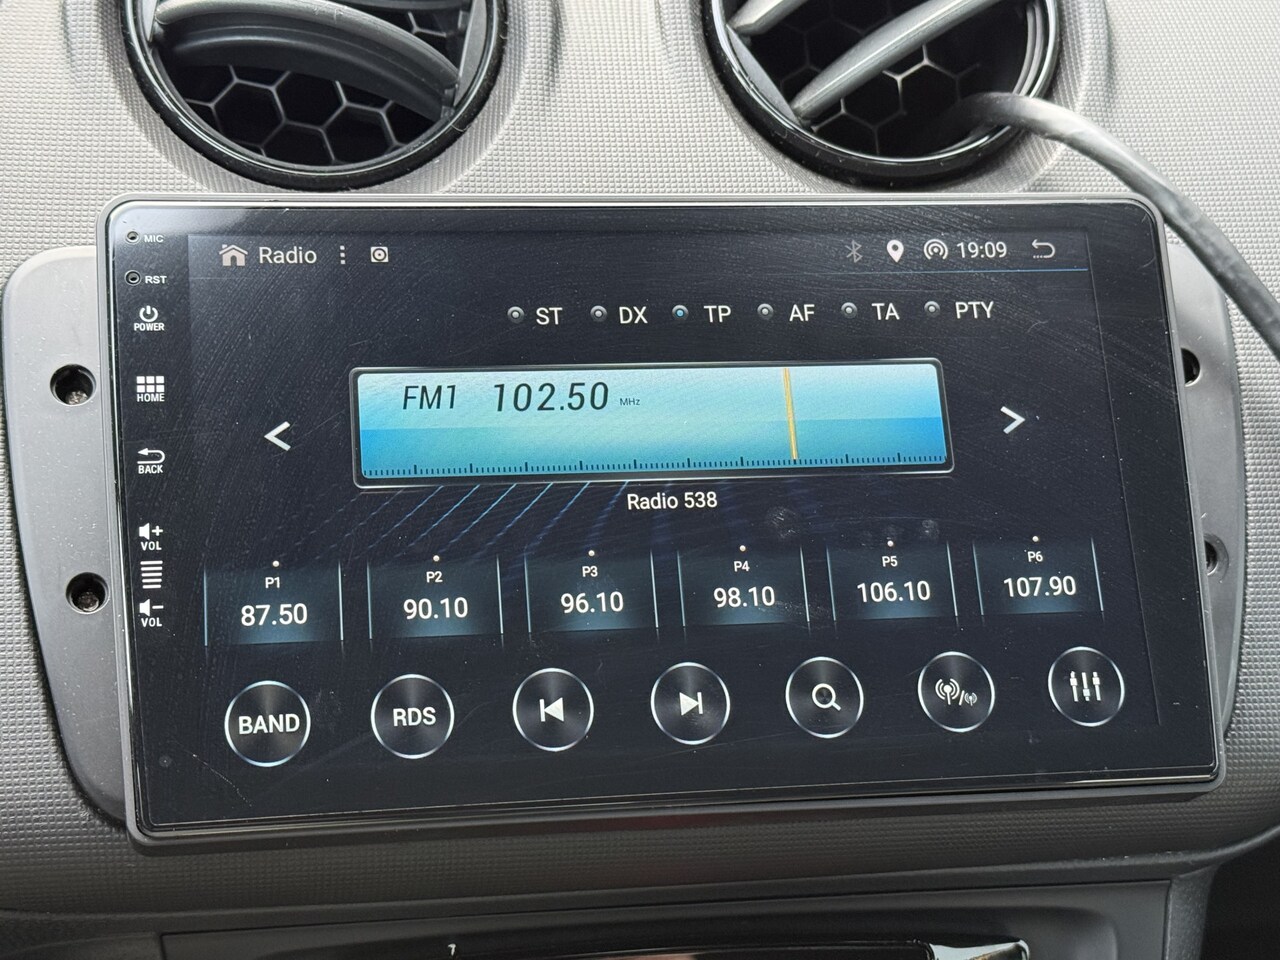 MIC
RST
POWER
HOME
BACK
VOL
VOL
Radio
19:09
ST DX TP AF TA PTY
FM1 102.50 MHz
Radio 538
P1 P2 P3 P4 P5 P6
87.50 90.10 96.10 98.10 106.10 107.90
BAND RDS